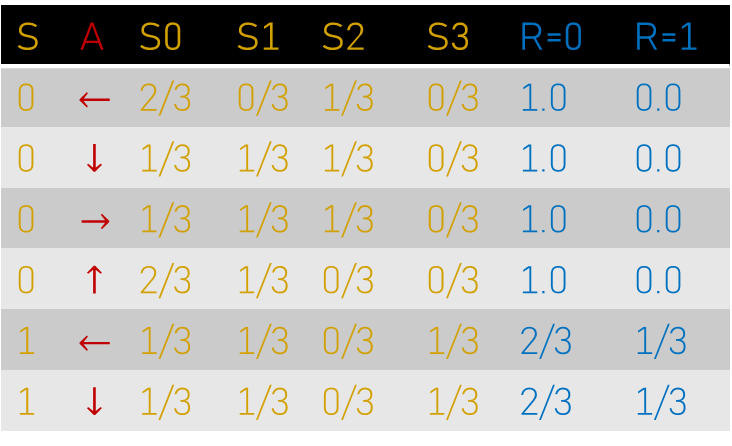 S A S0 S1 S2 S3 R=0 R=1
0 ← 2/3 0/3 1/3 0/3 1.0 0.0
0 ↓ 1/3 1/3 1/3 0/3 1.0 0.0
0 → 1/3 1/3 1/3 0/3 1.0 0.0
0 ↑ 2/3 1/3 0/3 0/3 1.0 0.0
1 ← 1/3 1/3 0/3 1/3 2/3 1/3
1 ↓ 1/3 1/3 0/3 1/3 2/3 1/3